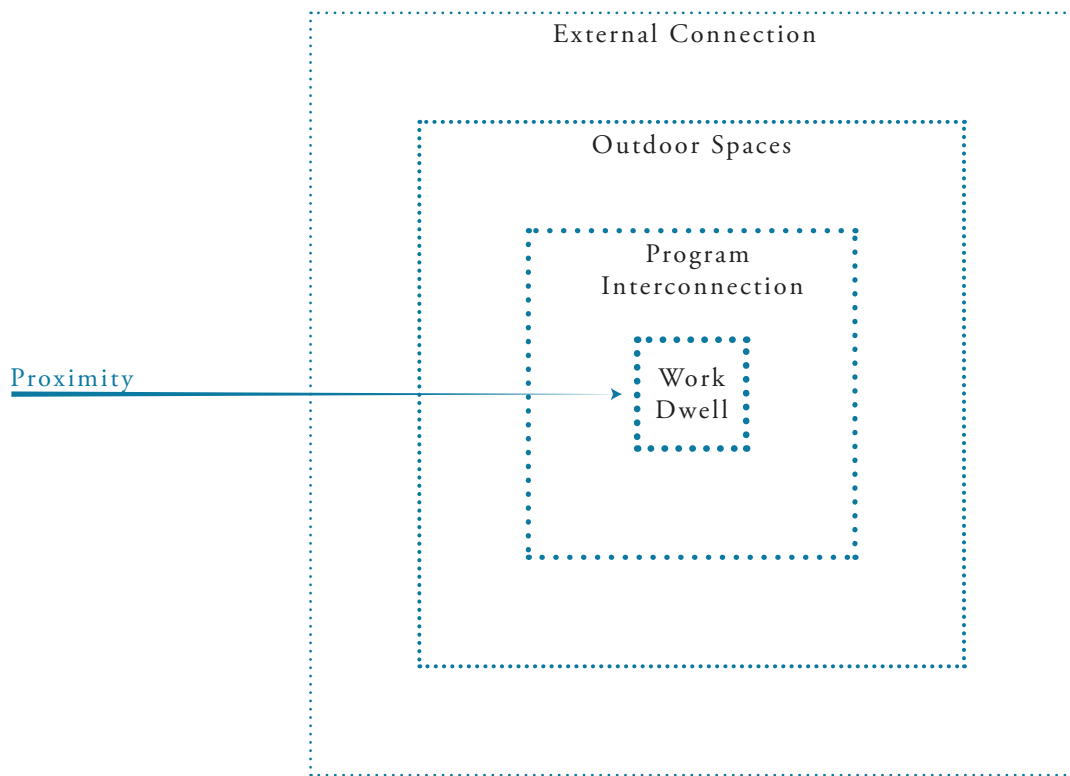 External Connection
Outdoor Spaces
Program
Interconnection
Proximity
Work
Dwell